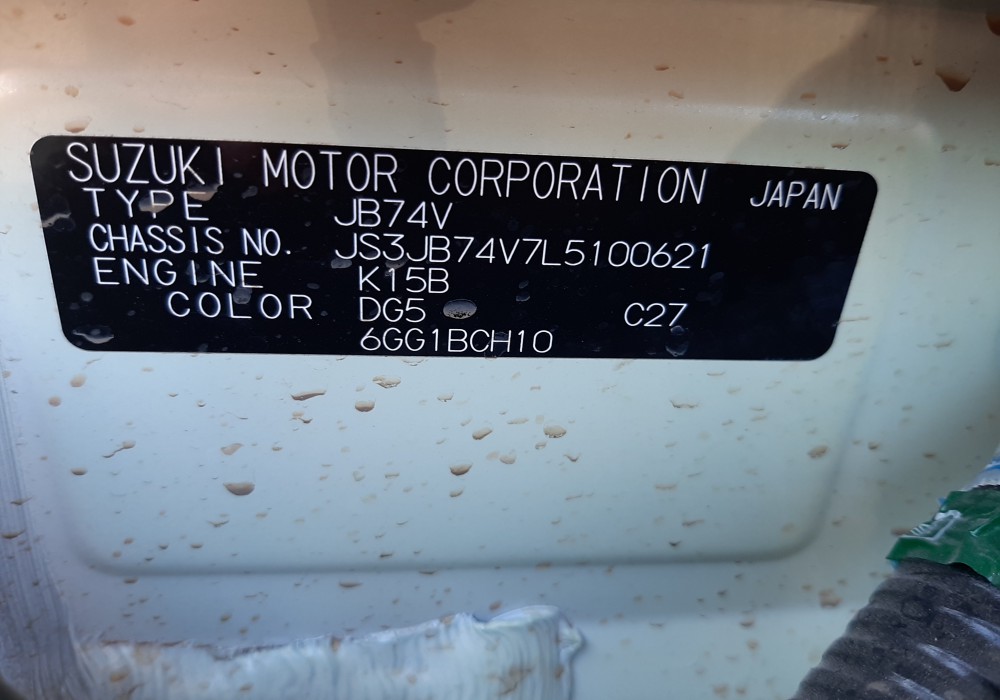 SUZUKI MOTOR CORPORATION JAPAN
TYPE JB74V
CHASSIS NO. JS3JB74V7L5100621
ENGINE K15B
COLOR DG5 C27
6GG1BCH10